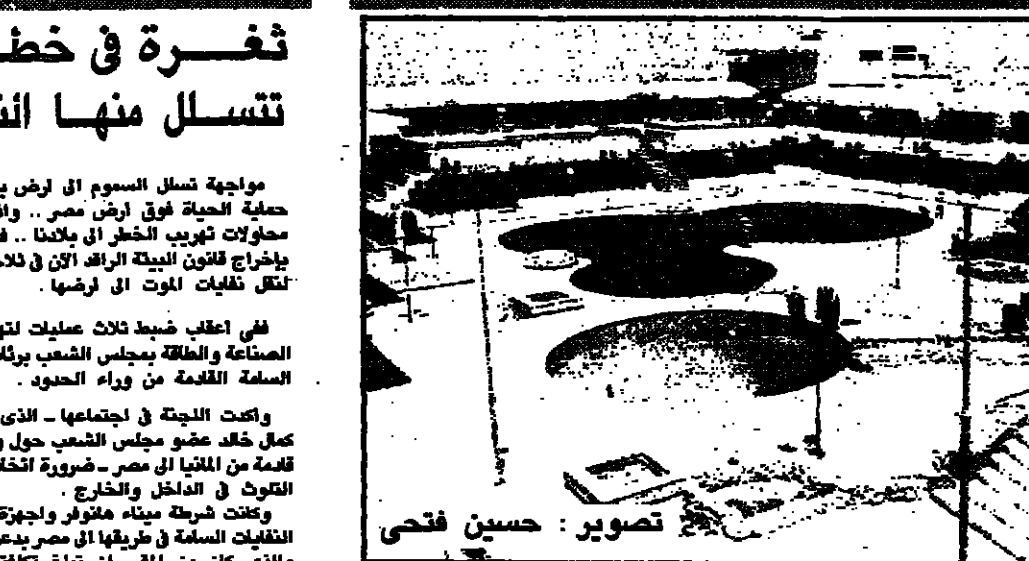 ثغـــرة فى خط
تتســلل منهــا
مواجهة تسلل السموم الى ارض
حماية الحياة فوق ارض مصر ..
محاولات تهريب الخطر الى بلادنا ..
بإخراج قانون البيئة الراقد الآن فى
لنقل نفايات الموت الى ارضها .
ففى اعقاب ضبط ثلاث عمليات
الصناعة والطاقة بمجلس الشعب
السامة القادمة من وراء الحدود .
واكدت اللجنة فى اجتماعها ــ الذى
كمال خالد عضو مجلس الشعب حول
قادمة من المانيا الى مصر ــ ضرورة
التلوث فى الداخل والخارج .
وكانت شرطة ميناء هانوفر واجهزة
النفايات السامة فى طريقها الى مصر
تصوير : حسين فتحى